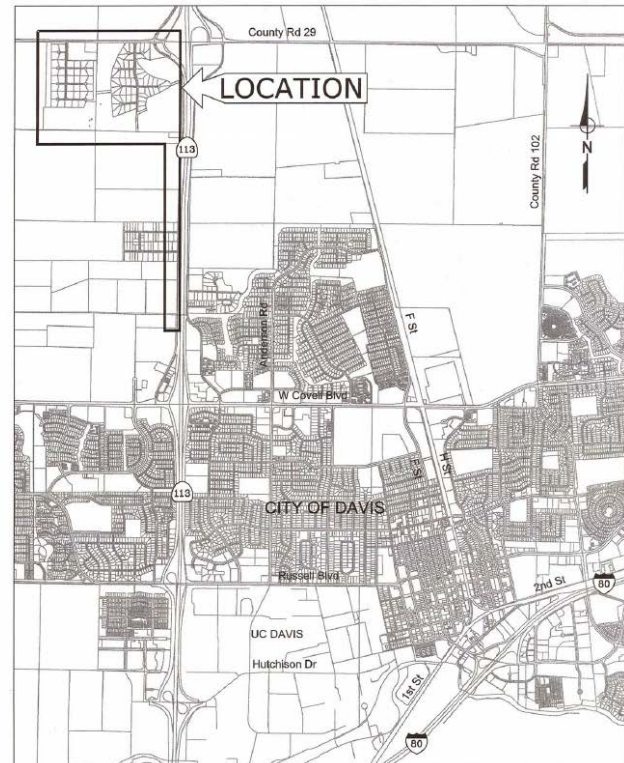 County Rd 29
LOCATION
113
N
County Rd 102
Anderson Rd
F St
W Covell Blvd
F St
H St
113
CITY OF DAVIS
Russell Blvd
80
2nd St
UC DAVIS
Hutchison Dr
1st St
80